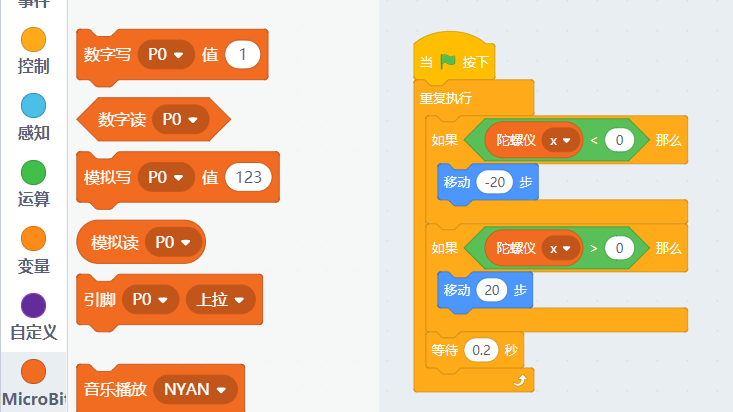 事件
控制
感知
运算
变量
自定义
MicroBit
数字写 P0 值 1
数字读 P0
模拟写 P0 值 123
模拟读 P0
引脚 P0 上拉
音乐播放 NYAN
当 按下
重复执行
如果 陀螺仪 x < 0 那么
移动 -20 步
如果 陀螺仪 x > 0 那么
移动 20 步
等待 0.2 秒